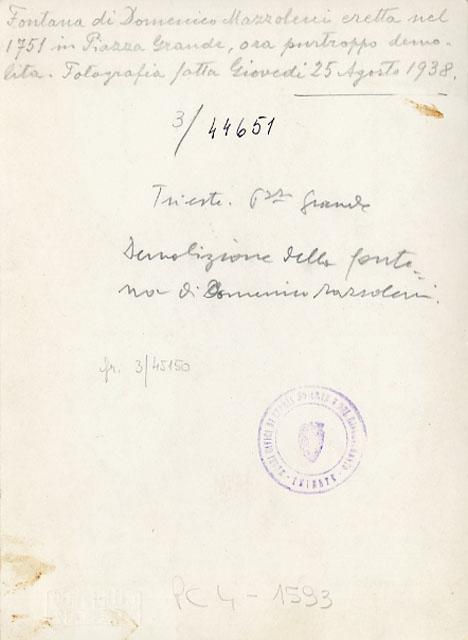 Fontana di Domenico Mazzoleni eretta nel
1751 in Piazza Grande, ora purtroppo demo-
lita. Fotografia fatta Giovedì 25 Agosto 1938.
3/44651
Trieste. P.zza Grande
Demolizione della fonta-
na di Domenico Mazzoleni.
fr. 3/45150
TRIESTE
PC4-1593